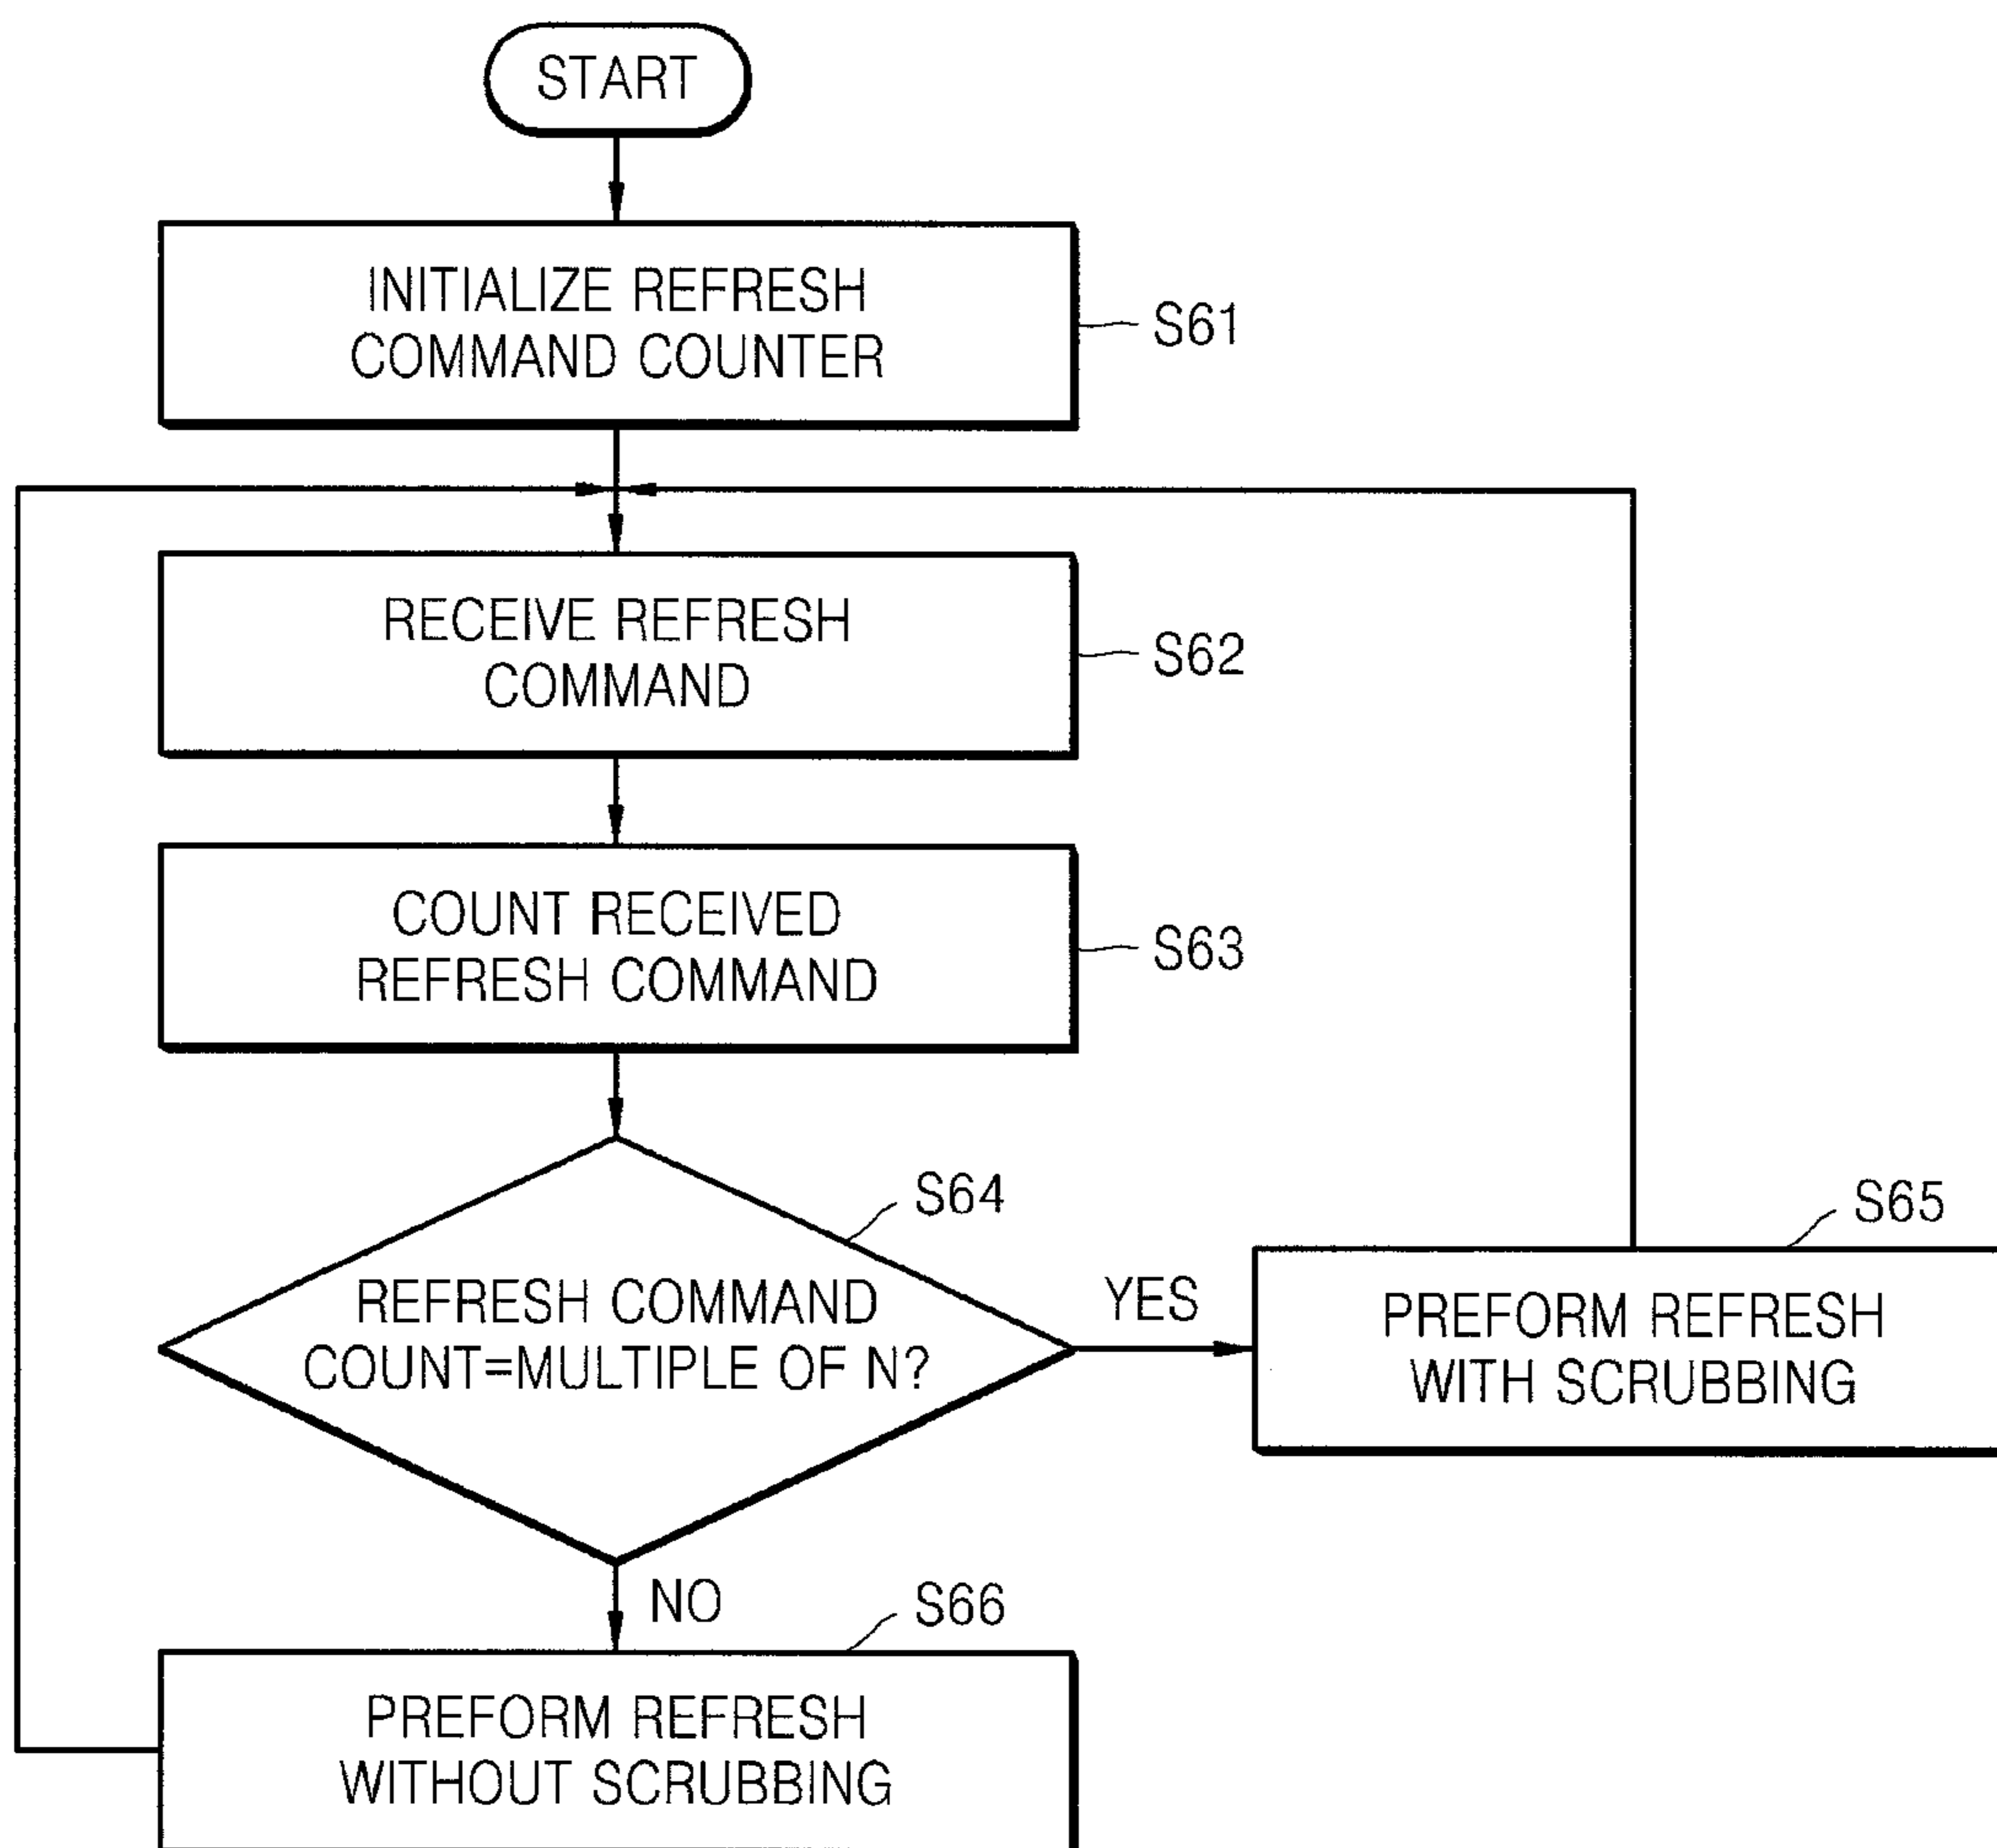 START
INITIALIZE REFRESH
COMMAND COUNTER
S61
RECEIVE REFRESH
COMMAND
S62
COUNT RECEIVED
REFRESH COMMAND
S63
S64
REFRESH COMMAND
COUNT=MULTIPLE OF N?
YES
S65
PREFORM REFRESH
WITH SCRUBBING
NO
S66
PREFORM REFRESH
WITHOUT SCRUBBING